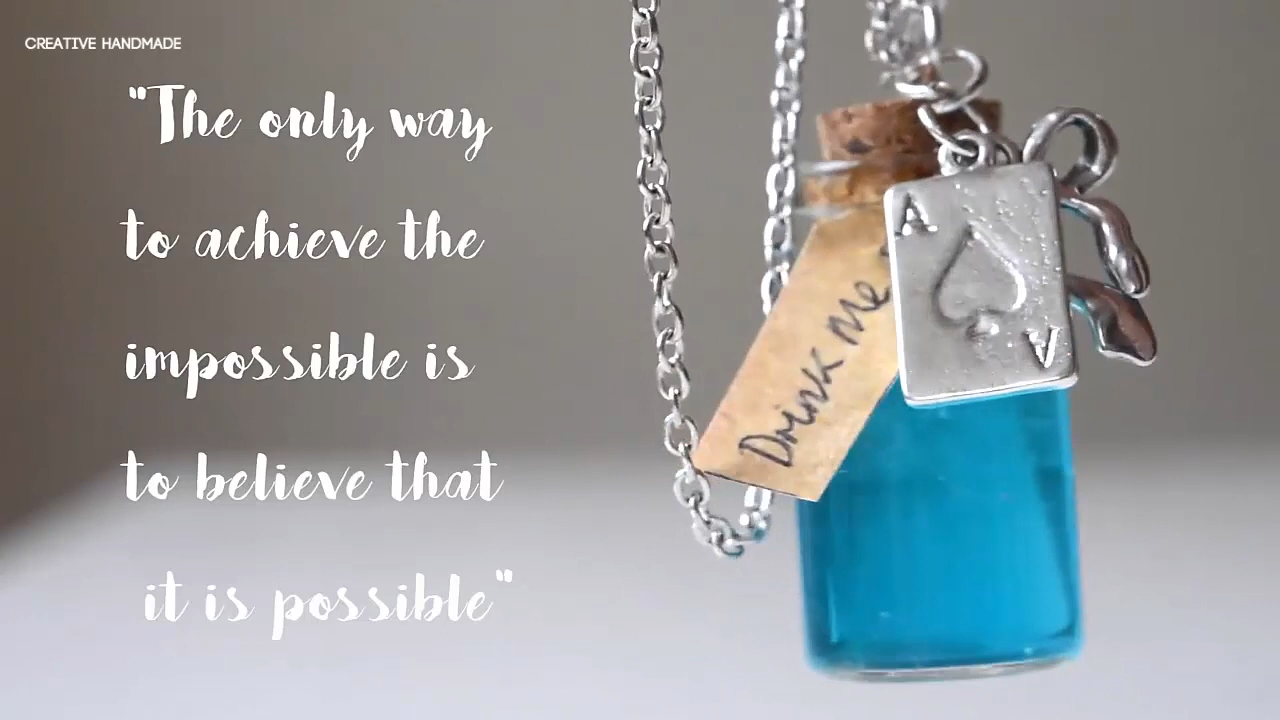 CREATIVE HANDMADE
"The only way
to achieve the
impossible is
to believe that
it is possible"
Drink Me
A
A